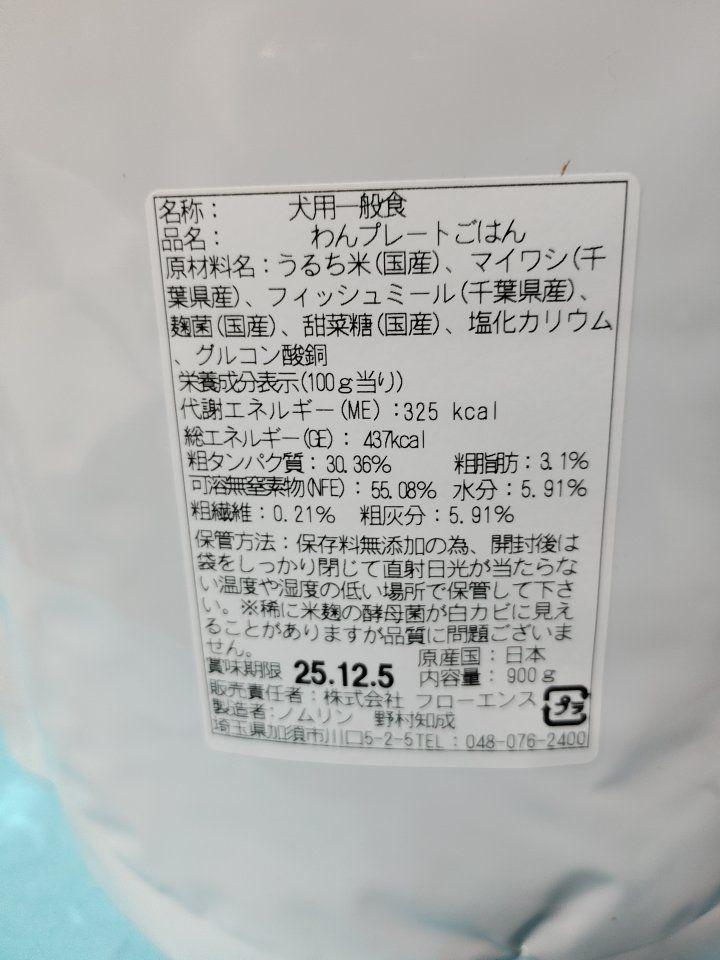 名称： 犬用一般食
品名： わんプレートごはん
原材料名：うるち米(国産)、マイワシ(千
葉県産)、フィッシュミール(千葉県産)、
麹菌(国産)、甜菜糖(国産)、塩化カリウム
、グルコン酸銅
栄養成分表示(100g当り)
代謝エネルギー(ME)：325 kcal
総エネルギー(GE)： 437kcal
粗タンパク質：30.36% 粗脂肪：3.1%
可溶無窒素物(NFE)：55.08% 水分：5.91%
粗繊維：0.21% 粗灰分：5.91%
保管方法：保存料無添加の為、開封後は
袋をしっかり閉じて直射日光が当たらな
い温度や湿度の低い場所で保管して下さ
い。※稀に米麹の酵母菌が白カビに見え
ることがありますが品質に問題ございま
せん。
原産国：日本
賞味期限 25.12.5 内容量：900g
販売責任者：株式会社 フローエンス
製造者:ノムリン 野村知成
プラ
埼玉県加須市川口5-2-5TEL：048-076-2400